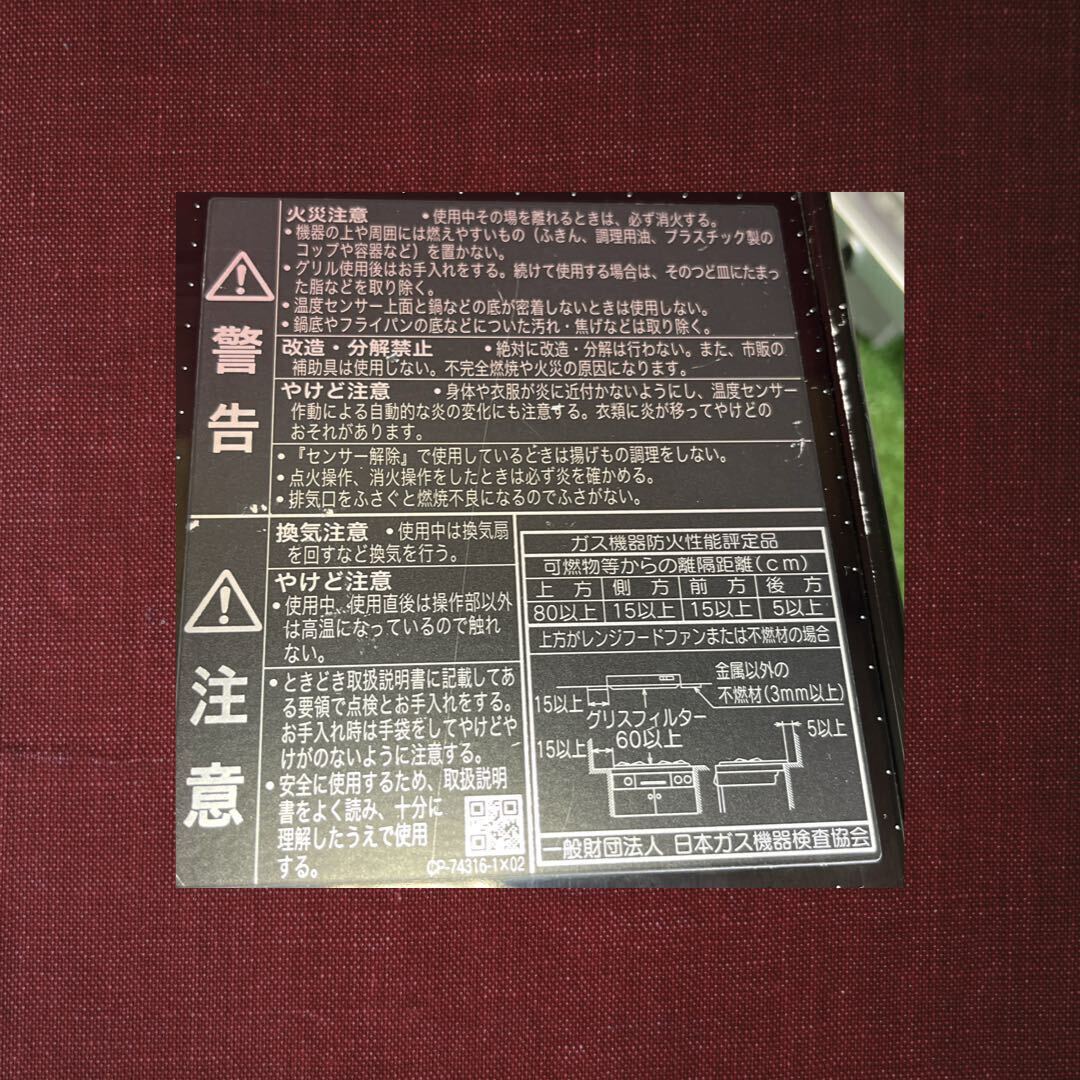 警告
火災注意 ・使用中その場を離れるときは、必ず消火する。
・機器の上や周囲には燃えやすいもの（ふきん、調理用油、プラスチック製の
コップや容器など）を置かない。
・グリル使用後はお手入れをする。続けて使用する場合は、そのつど皿にたまっ
た脂などを取り除く。
・温度センサー上面と鍋などの底が密着しないときは使用しない。
・鍋底やフライパンの底などについた汚れ・焦げなどは取り除く。
改造・分解禁止 ・絶対に改造・分解は行わない。また、市販の
補助具は使用しない。不完全燃焼や火災の原因になります。
やけど注意 ・身体や衣服が炎に近付かないようにし、温度センサー
作動による自動的な炎の変化にも注意する。衣類に炎が移ってやけどの
おそれがあります。
・『センサー解除』で使用しているときは揚げもの調理をしない。
・点火操作、消火操作をしたときは必ず炎を確かめる。
・排気口をふさぐと燃焼不良になるのでふさがない。
注意
換気注意 ・使用中は換気扇
を回すなど換気を行う。
やけど注意
・使用中、使用直後は操作部以外
は高温になっているので触れ
ない。
・ときどき取扱説明書に記載してあ
る要領で点検とお手入れをする。
お手入れ時は手袋をしてやけどや
けがのないように注意する。
・安全に使用するため、取扱説明
書をよく読み、十分に
理解したうえで使用
する。
CP-74316-1×02
ガス機器防火性能評定品
可燃物等からの離隔距離(cm)
上方 側方 前方 後方
80以上 15以上 15以上 5以上
上方がレンジフードファンまたは不燃材の場合
金属以外の
不燃材(3mm以上)
15以上
グリスフィルター
60以上
15以上
5以上
一般財団法人 日本ガス機器検査協会